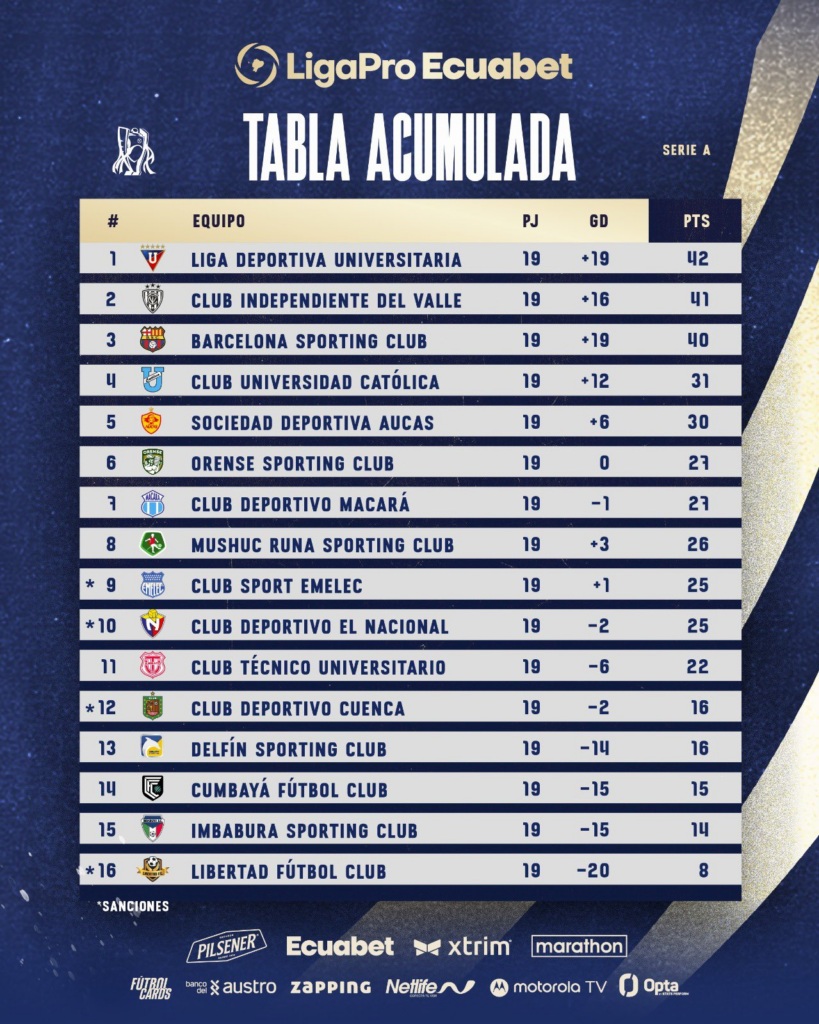 LigaPro Ecuabet
TABLA ACUMULADA
SERIE A
# EQUIPO PJ GD PTS
1 LIGA DEPORTIVA UNIVERSITARIA 19 +19 42
2 CLUB INDEPENDIENTE DEL VALLE 19 +16 41
3 BARCELONA SPORTING CLUB 19 +19 40
4 CLUB UNIVERSIDAD CATÓLICA 19 +12 31
5 SOCIEDAD DEPORTIVA AUCAS 19 +6 30
6 ORENSE SPORTING CLUB 19 0 27
7 CLUB DEPORTIVO MACARÁ 19 -1 27
8 MUSHUC RUNA SPORTING CLUB 19 +3 26
* 9 CLUB SPORT EMELEC 19 +1 25
*10 CLUB DEPORTIVO EL NACIONAL 19 -2 25
11 CLUB TÉCNICO UNIVERSITARIO 19 -6 22
*12 CLUB DEPORTIVO CUENCA 19 -2 16
13 DELFÍN SPORTING CLUB 19 -14 16
14 CUMBAYÁ FÚTBOL CLUB 19 -15 15
15 IMBABURA SPORTING CLUB 19 -15 14
*16 LIBERTAD FÚTBOL CLUB 19 -20 8
*SANCIONES
PILSENER Ecuabet xtrim marathon
FÚTBOL CARDS banco del austro ZAPPING Netlife motorola TV Opta